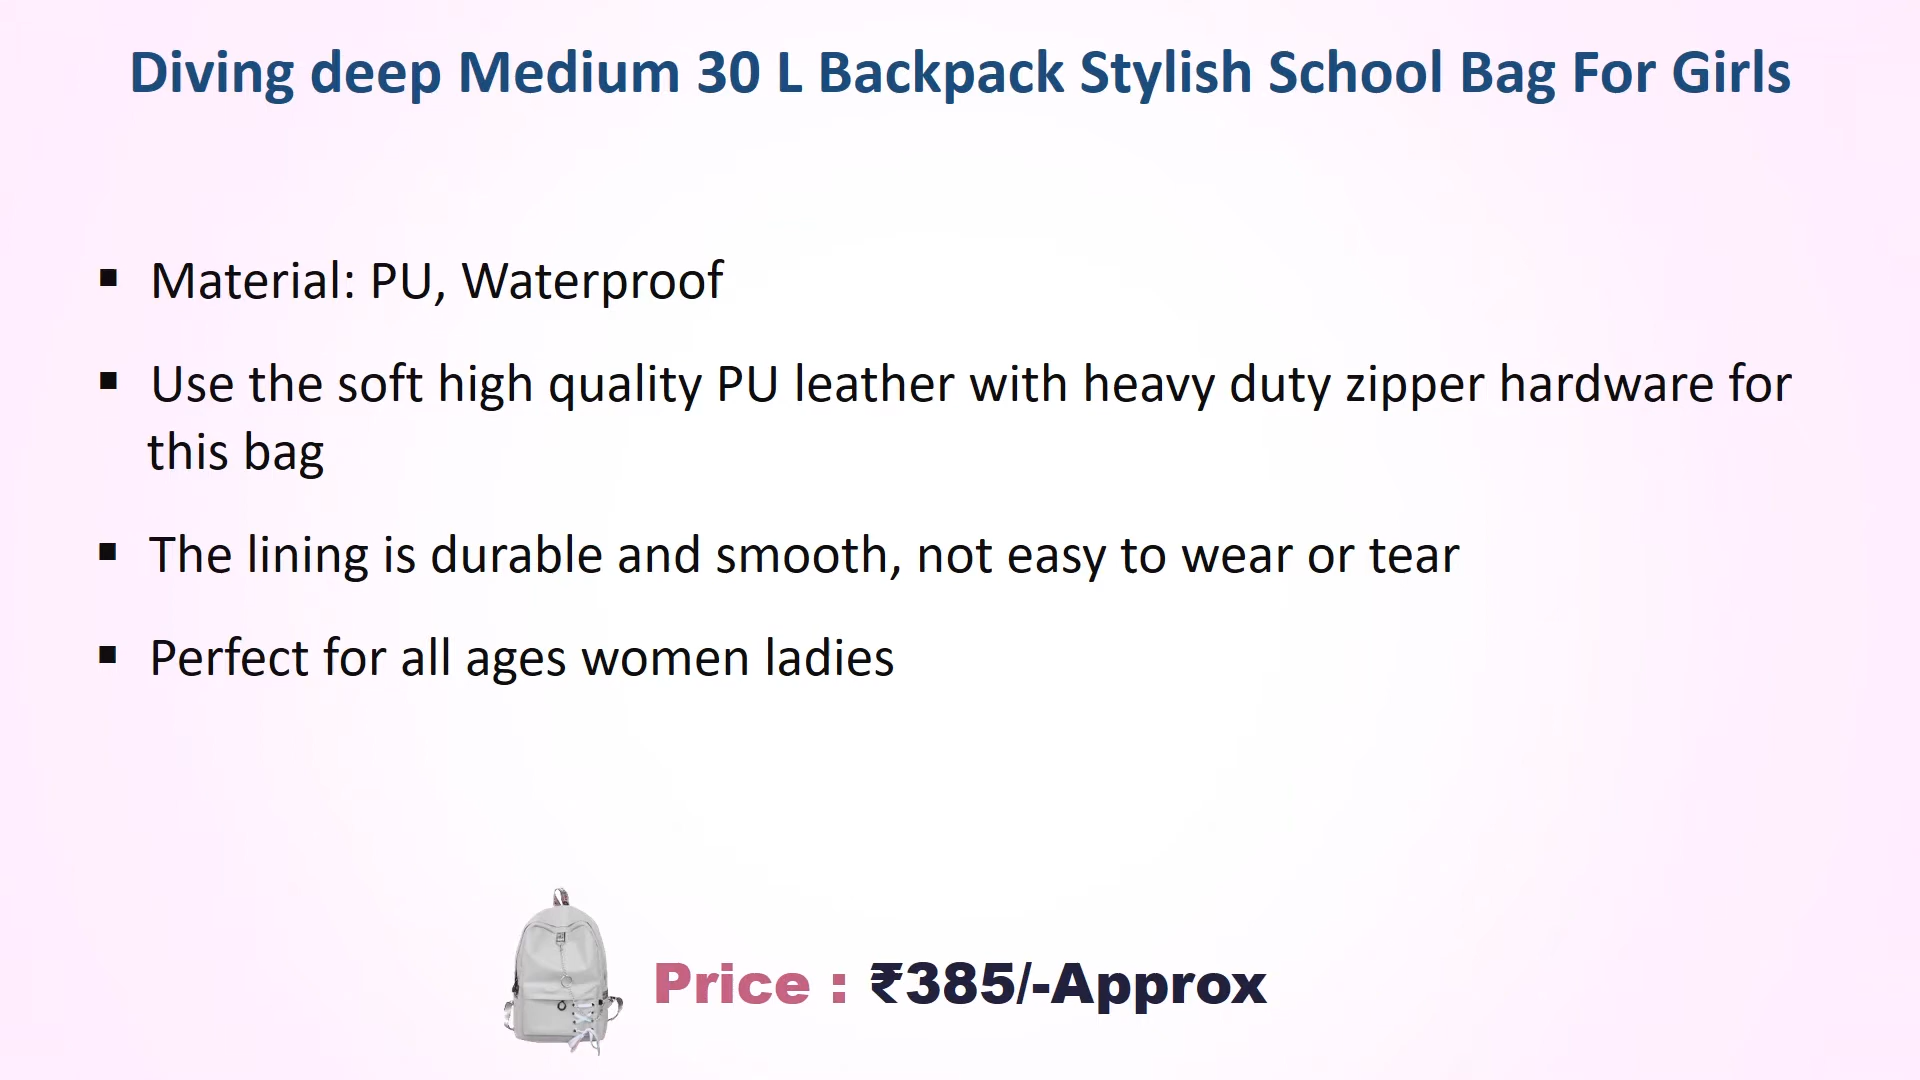 Diving deep Medium 30 L Backpack Stylish School Bag For Girls
▪ Material: PU, Waterproof
▪ Use the soft high quality PU leather with heavy duty zipper hardware for
this bag
▪ The lining is durable and smooth, not easy to wear or tear
▪ Perfect for all ages women ladies
Price : ₹385/-Approx